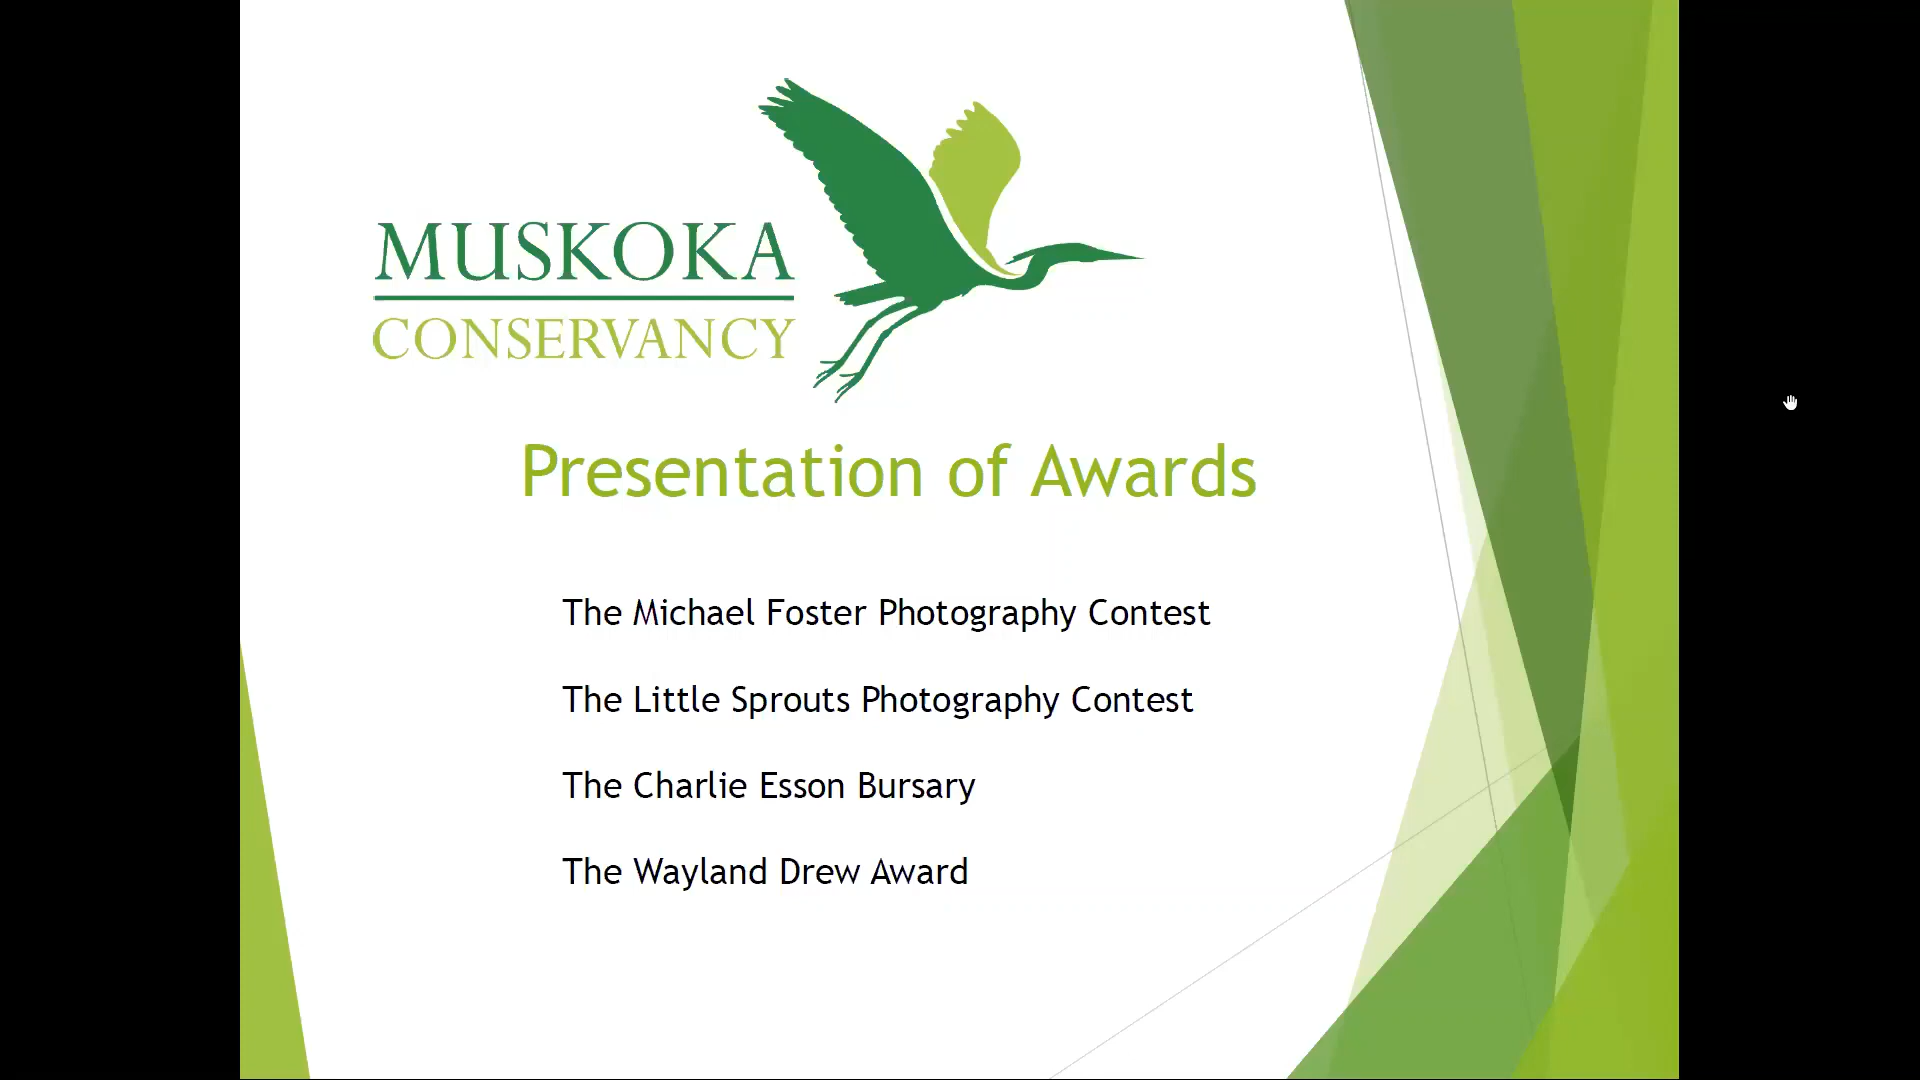 MUSKOKA
CONSERVANCY
Presentation of Awards
The Michael Foster Photography Contest
The Little Sprouts Photography Contest
The Charlie Esson Bursary
The Wayland Drew Award